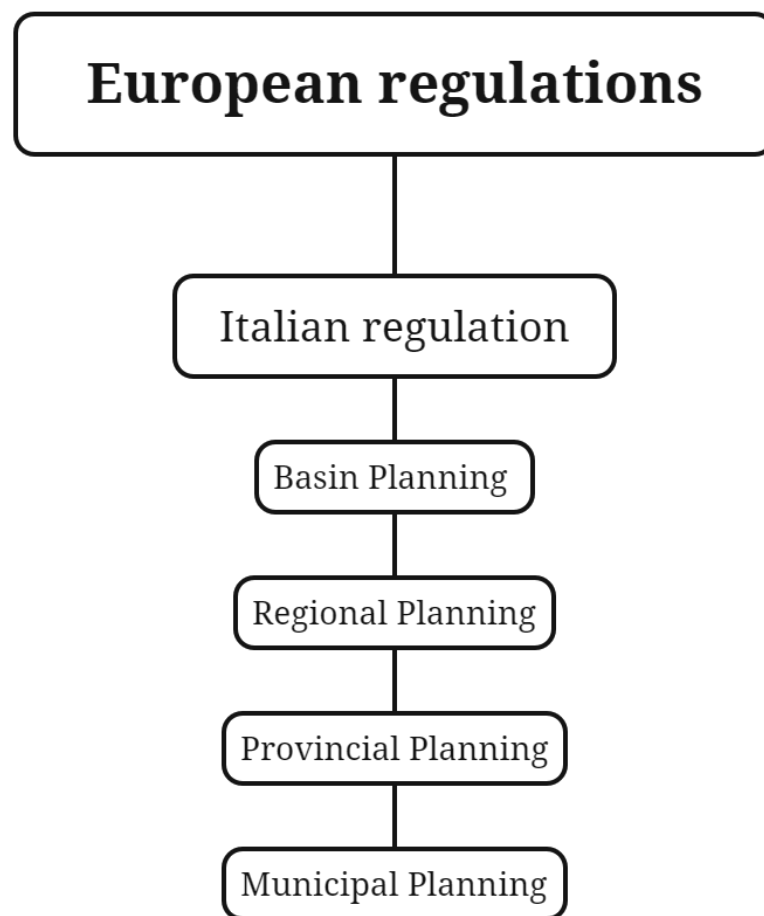 European regulations
Italian regulation
Basin Planning
Regional Planning
Provincial Planning
Municipal Planning